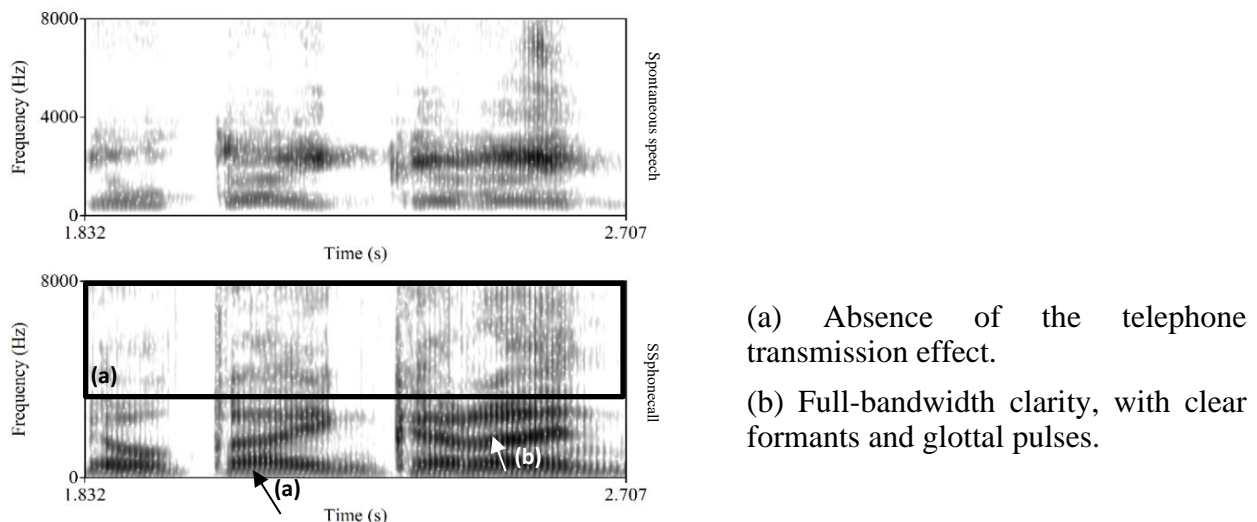 8000
4000
0
Frequency (Hz)
Spontaneous speech
1.832
2.707
Time (s)
8000
0
Frequency (Hz)
SSphonecall
(a)
(b)
(a)
1.832
2.707
Time (s)
(a) Absence of the telephone
transmission effect.
(b) Full-bandwidth clarity, with clear
formants and glottal pulses.